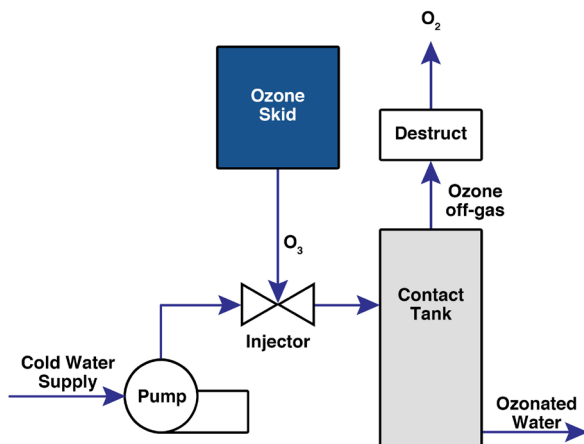 O₂
Ozone
Skid
Destruct
Ozone
off-gas
O₃
Contact
Tank
Injector
Cold Water
Supply
Pump
Ozonated
Water